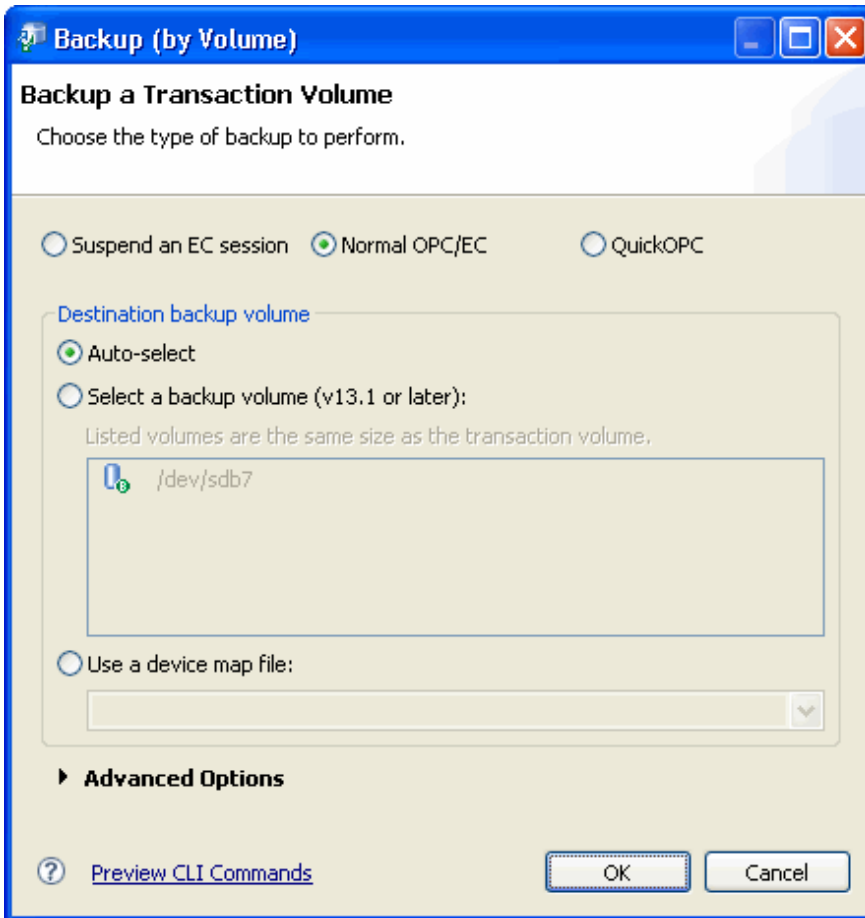 Backup (by Volume)
Backup a Transaction Volume
Choose the type of backup to perform.
Suspend an EC session Normal OPC/EC QuickOPC
Destination backup volume
Auto-select
Select a backup volume (v13.1 or later):
Listed volumes are the same size as the transaction volume.
/dev/sdb7
Use a device map file:
Advanced Options
? Preview CLI Commands OK Cancel